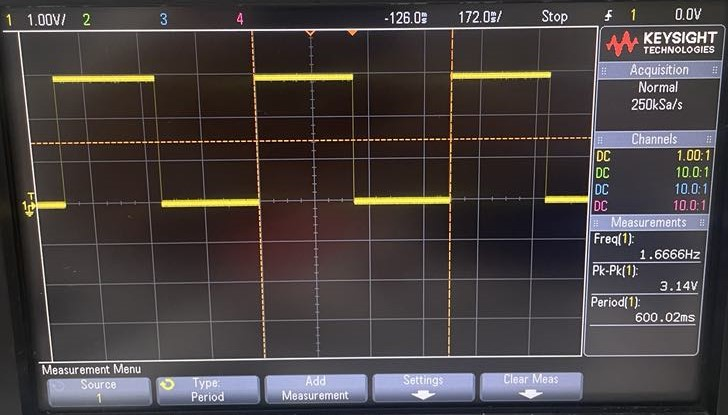 1 1.00V/ 2 3 4 -126.0ms 172.0ms/ Stop 1 0.0V
KEYSIGHT
TECHNOLOGIES
Acquisition
Normal
250kSa/s
Channels
DC 1.00:1
DC 10.0:1
DC 10.0:1
DC 10.0:1
Measurements
Freq(1):
1.6666Hz
Pk-Pk(1):
3.14V
Period(1):
600.02ms
T
1
Measurement Menu
Source
1
Type:
Period
Add
Measurement
Settings
Clear Meas